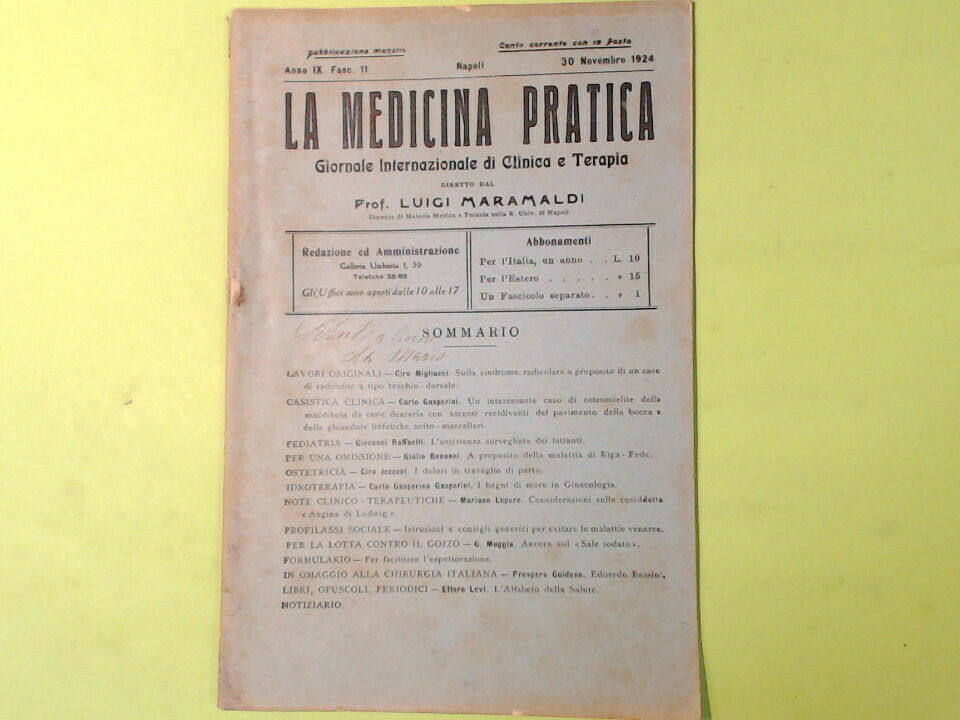 pubblicazione mensile
Conto corrente con la Posta
Anno IX. Fasc. 11
Napoli
30 Novembre 1924
LA MEDICINA PRATICA
Giornale Internazionale di Clinica e Terapia
DIRETTO DAL
Prof. LUIGI MARAMALDI
Docente di Materia Medica e Terapia nella R. Univ. di Napoli
Redazione ed Amministrazione
Galleria Umberto I, 50
Telefono 35-80
Gli Uffici sono aperti dalle 10 alle 17
Abbonamenti
Per l'Italia, un anno . . L. 10
Per l'Estero . . . . . . » 15
Un Fascicolo separato. . » 1
SOMMARIO
LAVORI ORIGINALI — Ciro Migliucci. Sulla sindrome radicolare a proposito di un caso
di radicolite a tipo brachio - dorsale.
CASISTICA CLINICA — Carlo Gasperini. Un interessante caso di osteomielite della
mandibola da carie dentaria con ascessi recidivanti del pavimento della bocca e
delle ghiandole linfatiche sotto - mascellari.
PEDIATRIA — Giovanni Raffaelli. L'assistenza sorvegliata dei lattanti.
PER UNA OMISSIONE — Giulio Bonanni. A proposito della malattia di Riga - Fede.
OSTETRICIA — Ciro Jezzoni. I dolori in travaglio di parto.
IDROTERAPIA — Carlo Gasperino Gasperini. I bagni di mare in Ginecologia.
NOTE CLINICO - TERAPEUTICHE — Mariano Lepore. Considerazioni sulla cosiddetta
« Angina di Ludwig ».
PROFILASSI SOCIALE — Istruzioni e consigli generici per evitare le malattie veneree.
PER LA LOTTA CONTRO IL GOZZO — G. Muggia. Ancora sul « Sale iodato ».
FORMULARIO — Per facilitare l'espettorazione.
IN OMAGGIO ALLA CHIRURGIA ITALIANA — Prospero Guidone. Edoardo Bassini,
LIBRI, OPUSCOLI, PERIODICI — Ettore Levi. L'Alfabeto della Salute.
NOTIZIARIO.